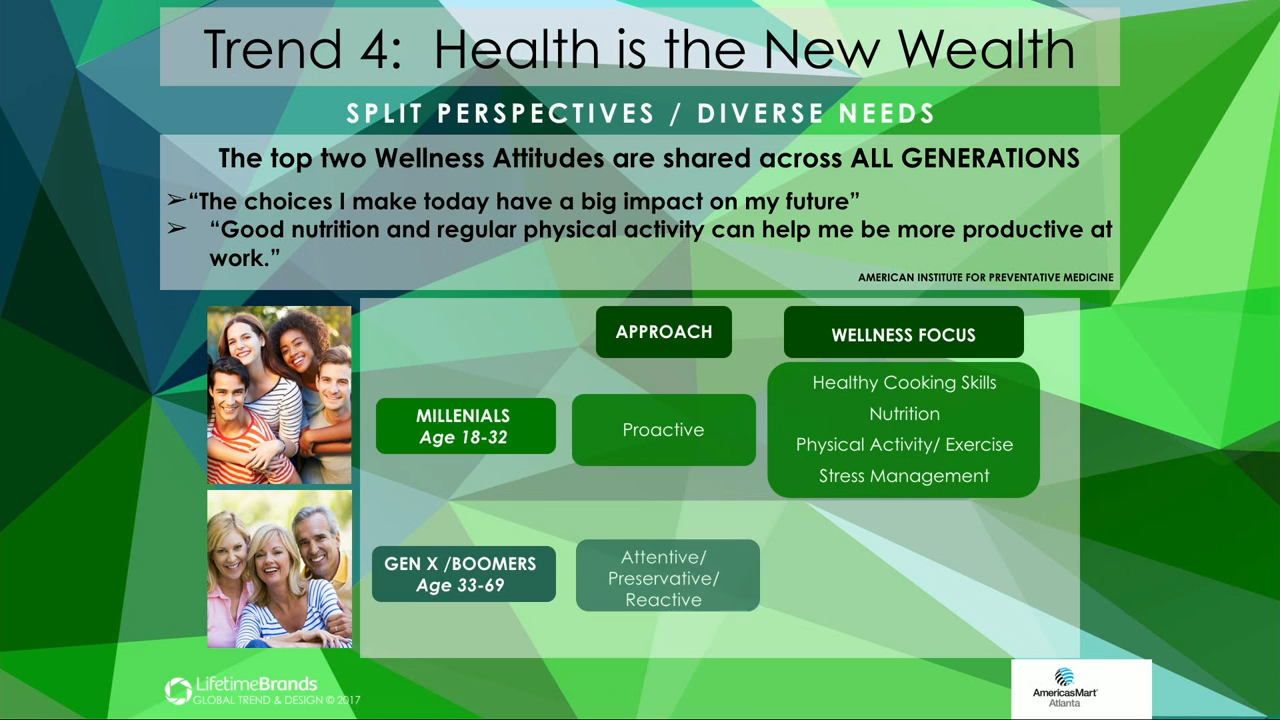 Trend 4: Health is the New Wealth
SPLIT PERSPECTIVES / DIVERSE NEEDS
The top two Wellness Attitudes are shared across ALL GENERATIONS
➢“The choices I make today have a big impact on my future”
➢ “Good nutrition and regular physical activity can help me be more productive at
work.”
AMERICAN INSTITUTE FOR PREVENTATIVE MEDICINE
APPROACH
WELLNESS FOCUS
MILLENIALS
Age 18-32
Proactive
Healthy Cooking Skills
Nutrition
Physical Activity/ Exercise
Stress Management
GEN X /BOOMERS
Age 33-69
Attentive/
Preservative/
Reactive
LifetimeBrands
GLOBAL TREND & DESIGN © 2017
AmericasMart
Atlanta